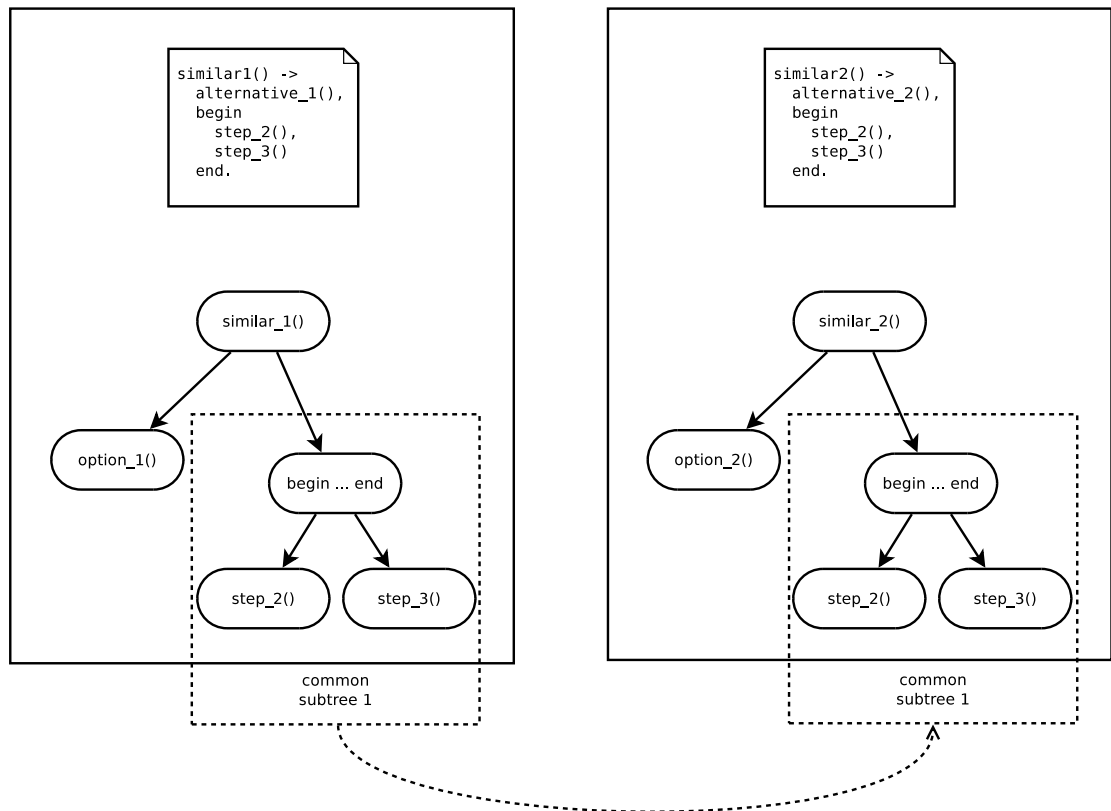 similar1() ->
  alternative_1(),
  begin
    step_2(),
    step_3()
  end.
similar_1()
option_1()
begin ... end
step_2()
step_3()
common
subtree 1
similar2() ->
  alternative_2(),
  begin
    step_2(),
    step_3()
  end.
similar_2()
option_2()
begin ... end
step_2()
step_3()
common
subtree 1